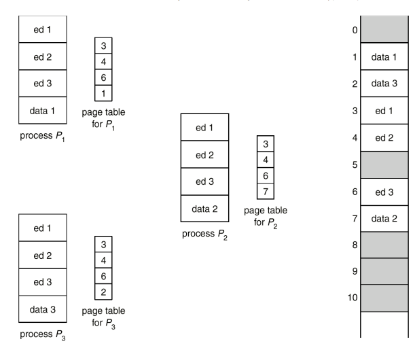 ed 1
ed 2
ed 3
data 1
process P1
3
4
6
1
page table
for P1
ed 1
ed 2
ed 3
data 2
process P2
3
4
6
7
page table
for P2
ed 1
ed 2
ed 3
data 3
process P3
3
4
6
2
page table
for P3
0
1 data 1
2 data 3
3 ed 1
4 ed 2
5
6 ed 3
7 data 2
8
9
10